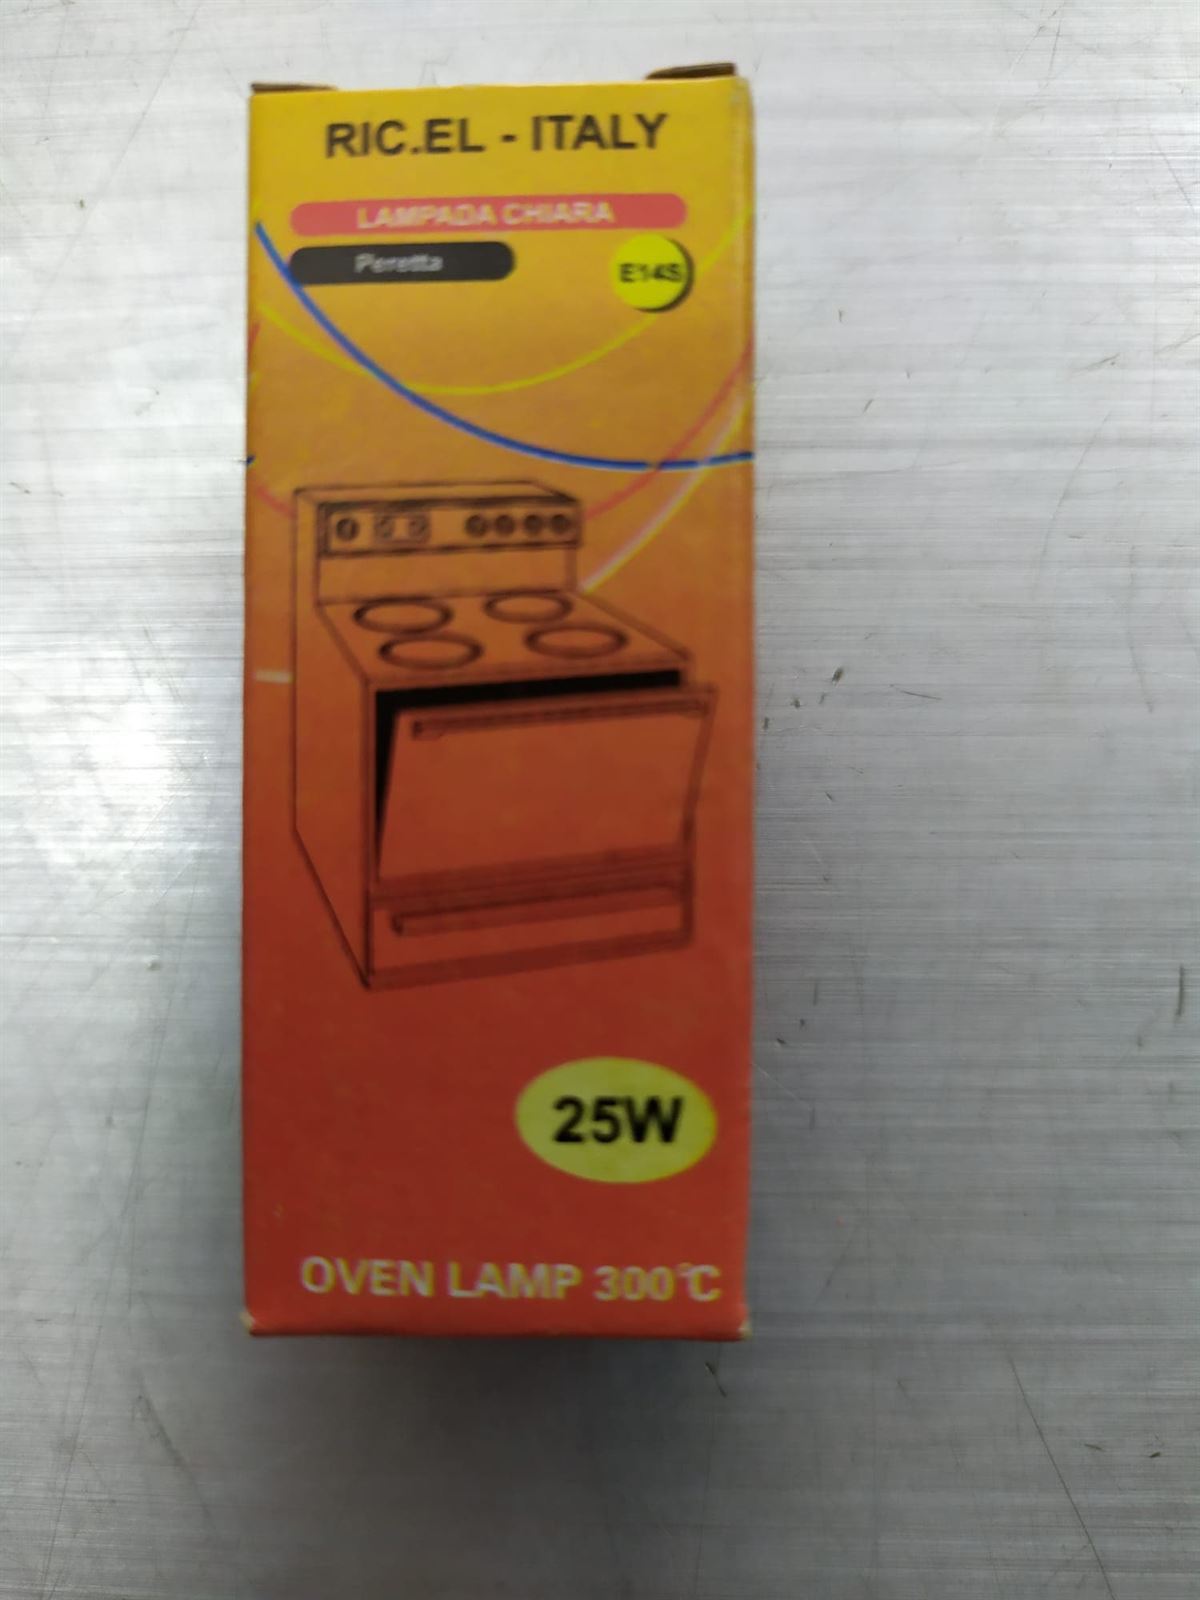 RIC.EL - ITALY
LAMPADA CHIARA
Peretta
E14S
25W
OVEN LAMP 300°C